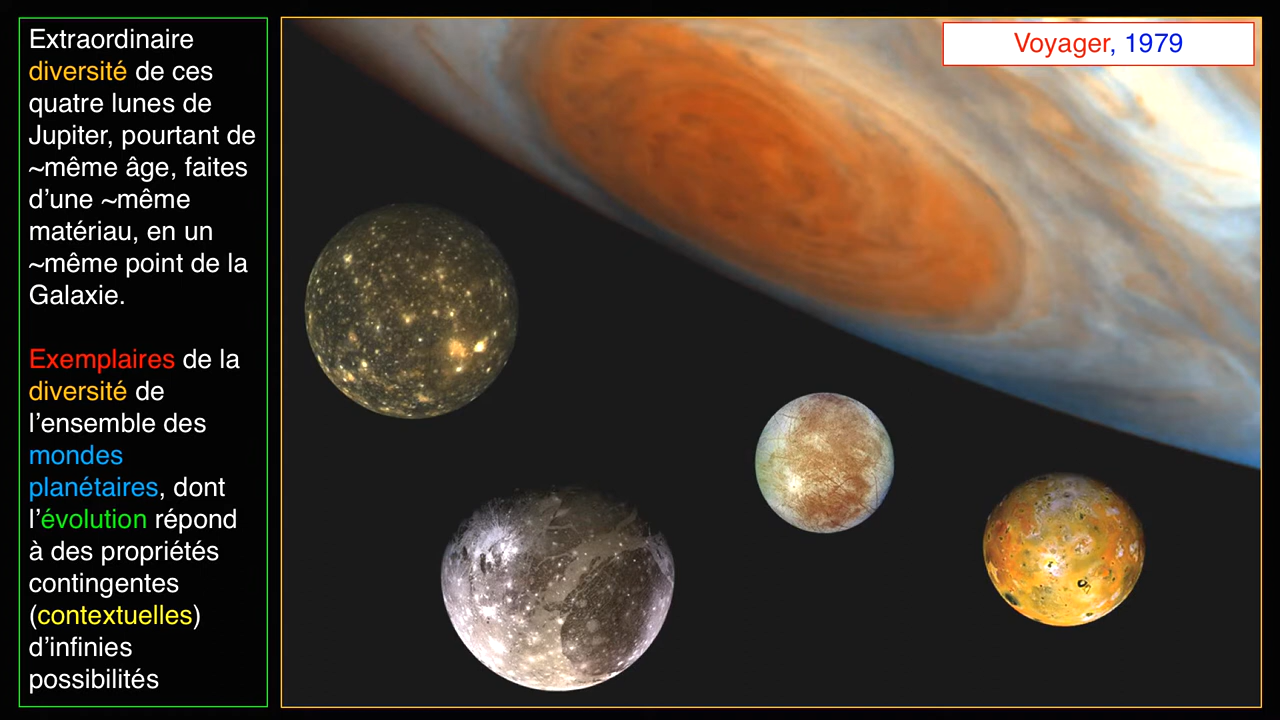 Extraordinaire
diversité de ces
quatre lunes de
Jupiter, pourtant de
~même âge, faites
d’une ~même
matériau, en un
~même point de la
Galaxie.
Exemplaires de la
diversité de
l’ensemble des
mondes
planétaires, dont
l’évolution répond
à des propriétés
contingentes
(contextuelles)
d’infinies
possibilités
Voyager, 1979